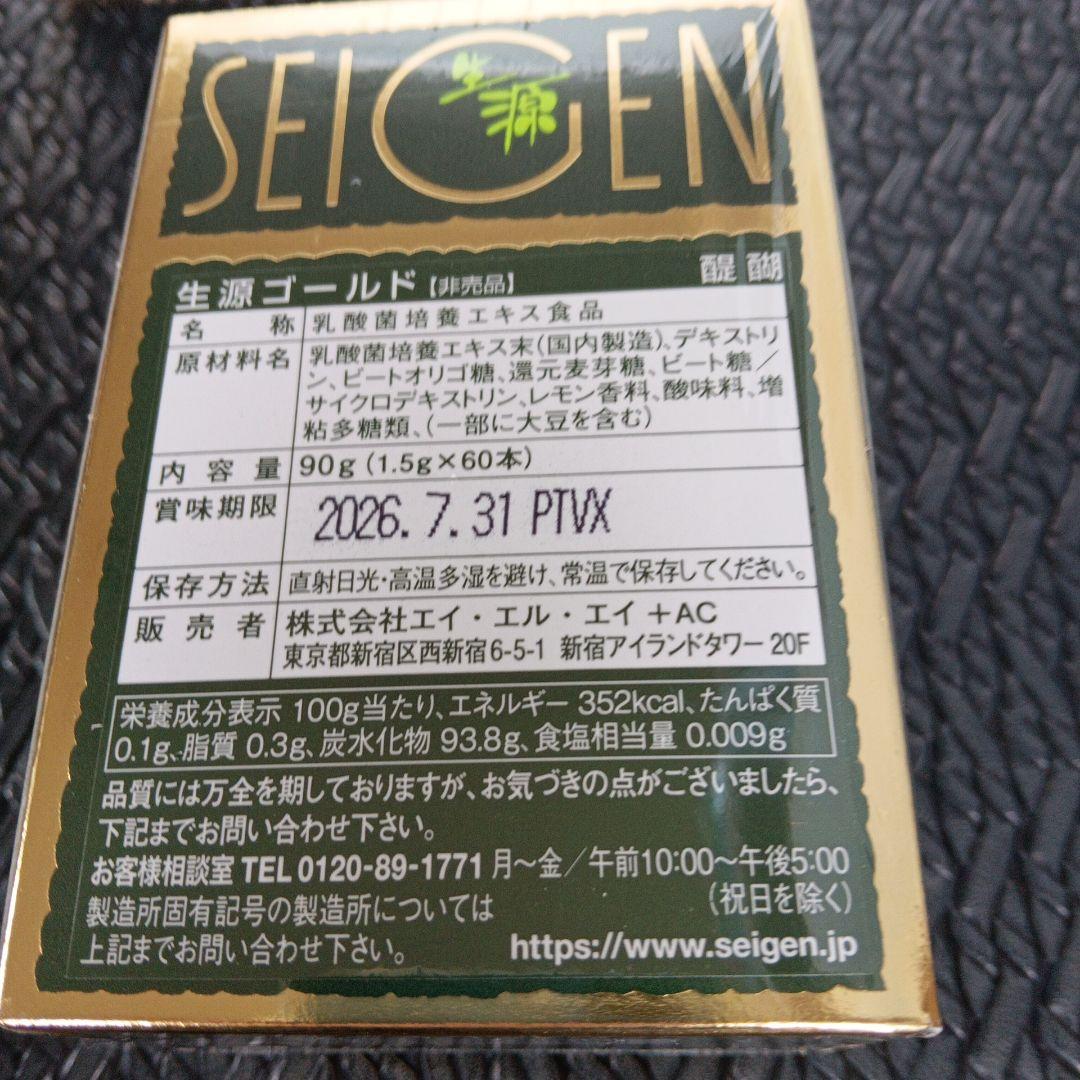 SEIGEN
生源
生源ゴールド【非売品】 醍醐
名称 乳酸菌培養エキス食品
原材料名 乳酸菌培養エキス末(国内製造)、デキストリ
ン、ビートオリゴ糖、還元麦芽糖、ビート糖／
サイクロデキストリン、レモン香料、酸味料、増
粘多糖類、(一部に大豆を含む)
内容量 90g (1.5g×60本)
賞味期限 2026.7.31 PTVX
保存方法 直射日光・高温多湿を避け、常温で保存してください。
販売者 株式会社エイ・エル・エイ +AC
東京都新宿区西新宿6-5-1 新宿アイランドタワー 20F
栄養成分表示 100g当たり、エネルギー 352kcal、たんぱく質
0.1g、脂質 0.3g、炭水化物 93.8g、食塩相当量 0.009g
品質には万全を期しておりますが、お気づきの点がございましたら、
下記までお問い合わせ下さい。
お客様相談室 TEL 0120-89-1771 月〜金／午前10:00〜午後5:00
(祝日を除く)
製造所固有記号の製造所については
上記までお問い合わせ下さい。
https://www.seigen.jp